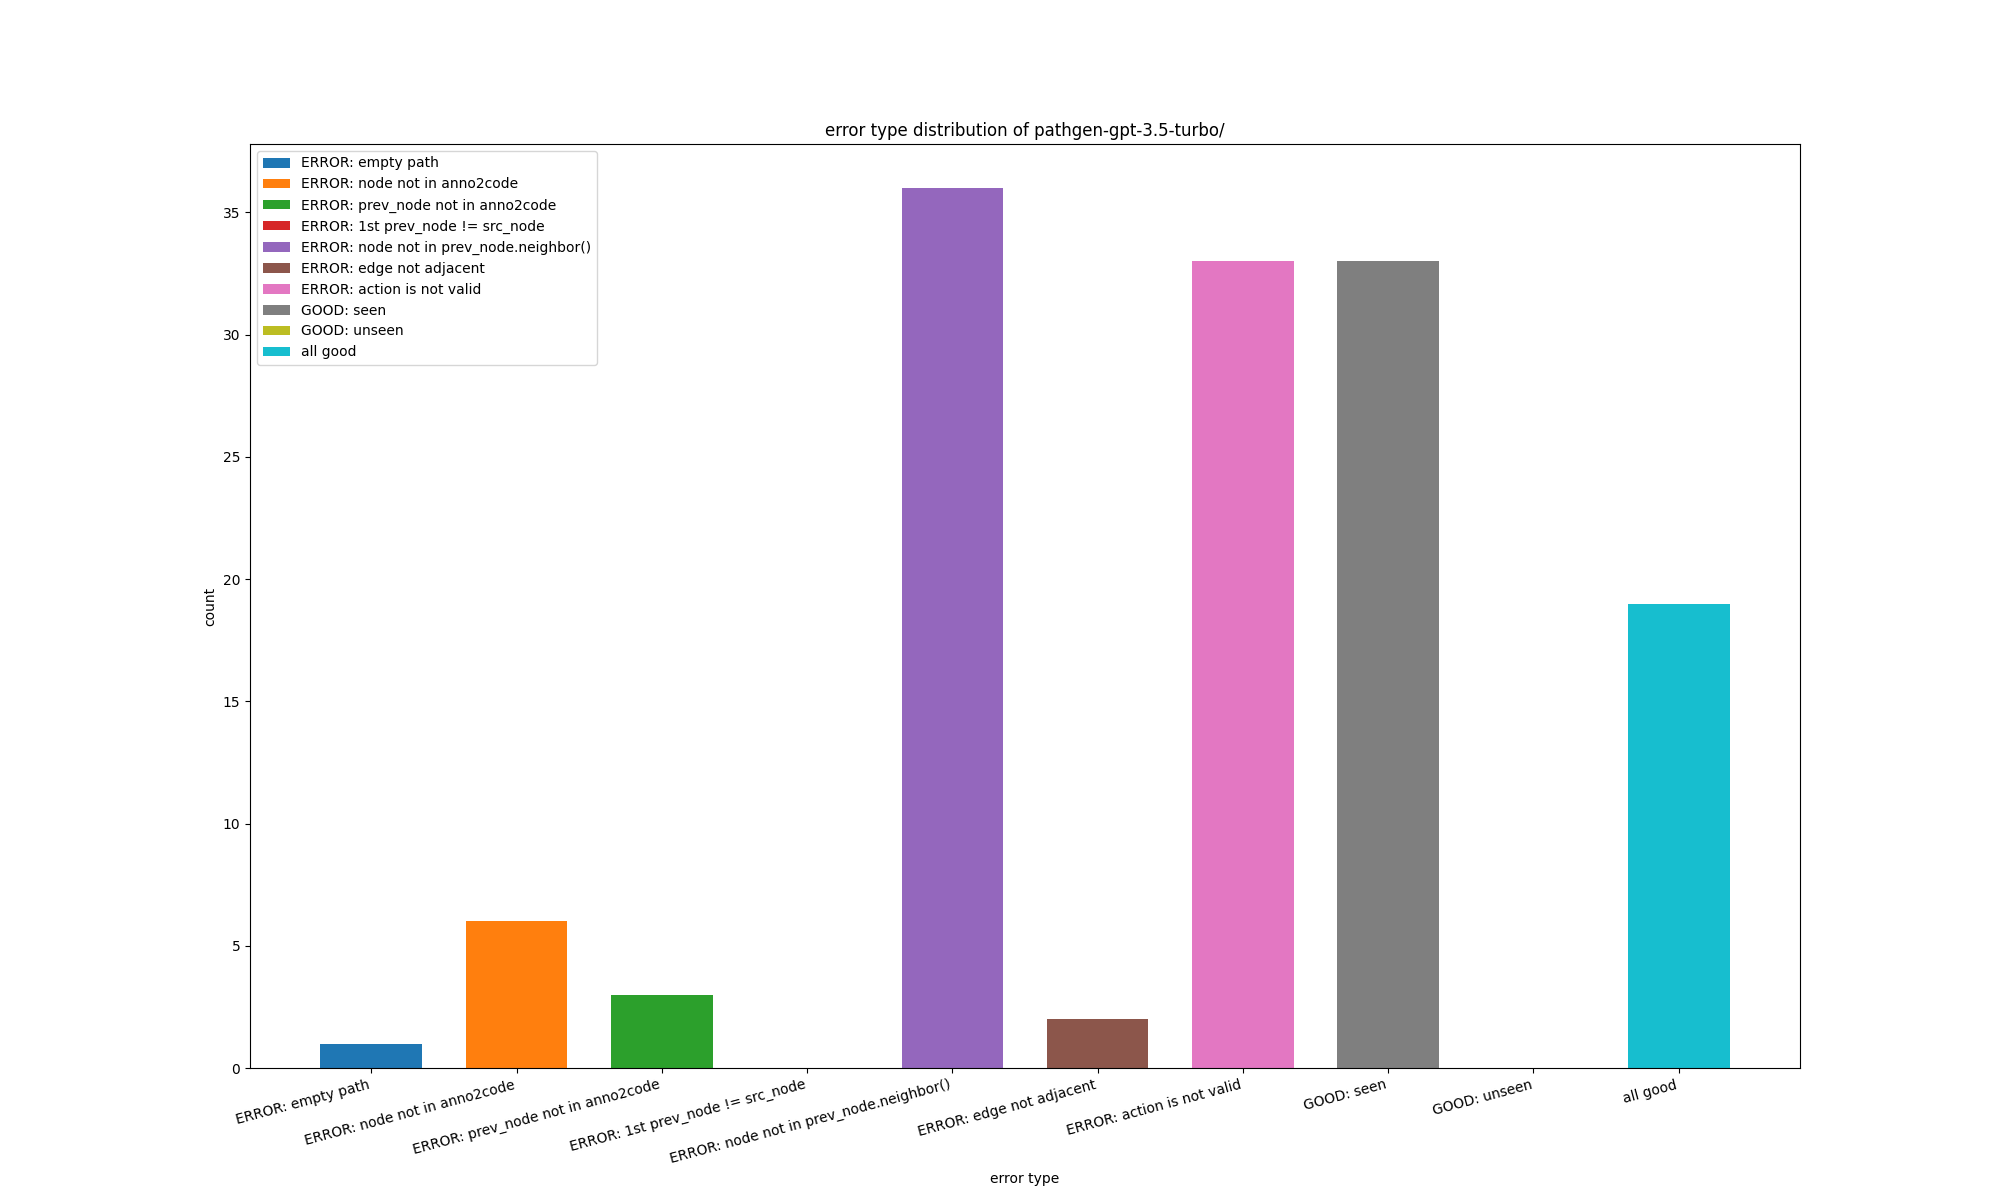 error type distribution of pathgen-gpt-3.5-turbo/
ERROR: empty path
ERROR: node not in anno2code
ERROR: prev_node not in anno2code
ERROR: 1st prev_node != src_node
ERROR: node not in prev_node.neighbor()
ERROR: edge not adjacent
ERROR: action is not valid
GOOD: seen
GOOD: unseen
all good
count
35
30
25
20
15
10
5
0
ERROR: empty path
ERROR: node not in anno2code
ERROR: prev_node not in anno2code
ERROR: 1st prev_node != src_node
ERROR: node not in prev_node.neighbor()
ERROR: edge not adjacent
ERROR: action is not valid
GOOD: seen
GOOD: unseen
all good
error type